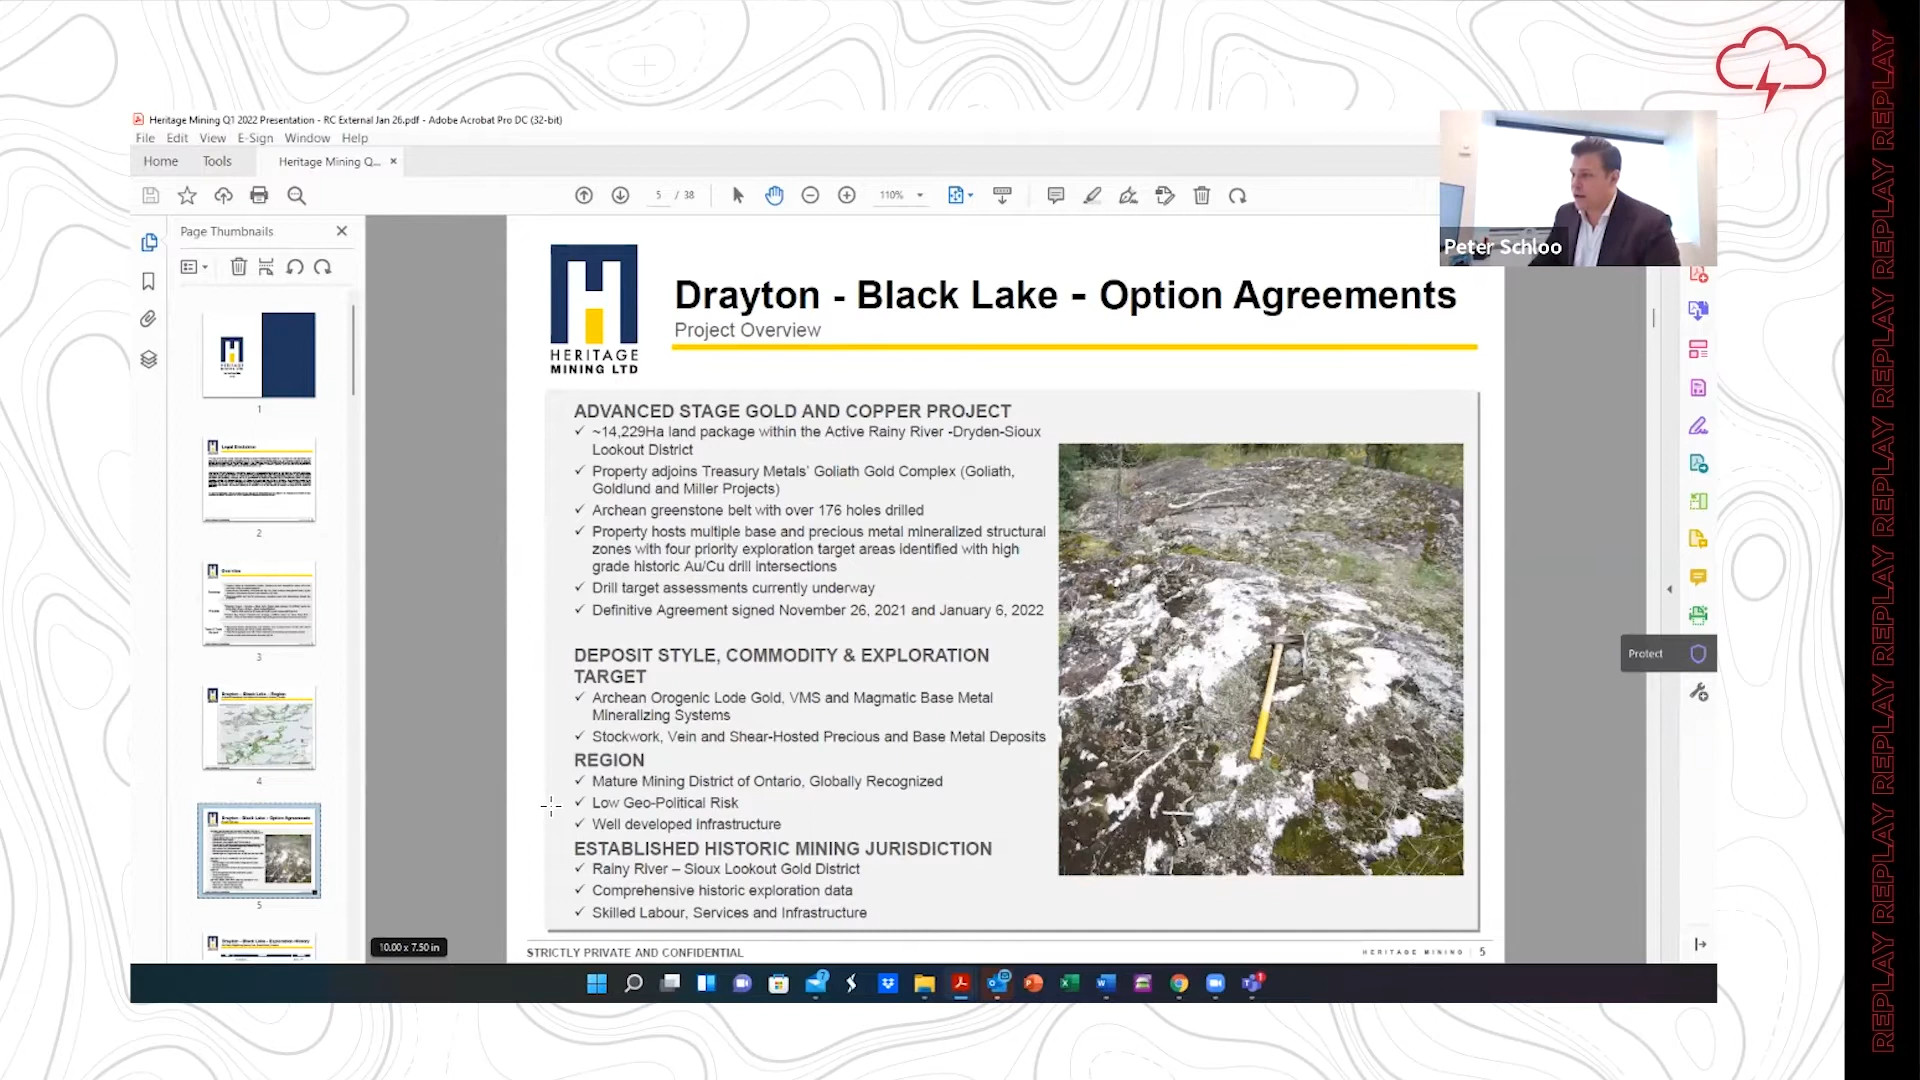 Heritage Mining Q1 2022 Presentation - RC External Jan 26.pdf - Adobe Acrobat Pro DC (32-bit)
File Edit View E-Sign Window Help
Home Tools Heritage Mining Q...
5 / 38 110%
Page Thumbnails
1
2
3
4
5
HERITAGE
MINING LTD
Drayton - Black Lake - Option Agreements
Project Overview
Peter Schloo
ADVANCED STAGE GOLD AND COPPER PROJECT
✓ ~14,229Ha land package within the Active Rainy River -Dryden-Sioux
Lookout District
✓ Property adjoins Treasury Metals' Goliath Gold Complex (Goliath,
Goldlund and Miller Projects)
✓ Archean greenstone belt with over 176 holes drilled
✓ Property hosts multiple base and precious metal mineralized structural
zones with four priority exploration target areas identified with high
grade historic Au/Cu drill intersections
✓ Drill target assessments currently underway
✓ Definitive Agreement signed November 26, 2021 and January 6, 2022
DEPOSIT STYLE, COMMODITY & EXPLORATION
TARGET
✓ Archean Orogenic Lode Gold, VMS and Magmatic Base Metal
Mineralizing Systems
✓ Stockwork, Vein and Shear-Hosted Precious and Base Metal Deposits
REGION
✓ Mature Mining District of Ontario, Globally Recognized
✓ Low Geo-Political Risk
✓ Well developed infrastructure
ESTABLISHED HISTORIC MINING JURISDICTION
✓ Rainy River – Sioux Lookout Gold District
✓ Comprehensive historic exploration data
✓ Skilled Labour, Services and Infrastructure
STRICTLY PRIVATE AND CONFIDENTIAL
HERITAGE MINING | 5
10.00 x 7.50 in
Protect
REPLAY REPLAY REPLAY REPLAY REPLAY REPLAY REPLAY REPLAY REPLAY REPLAY REPLAY